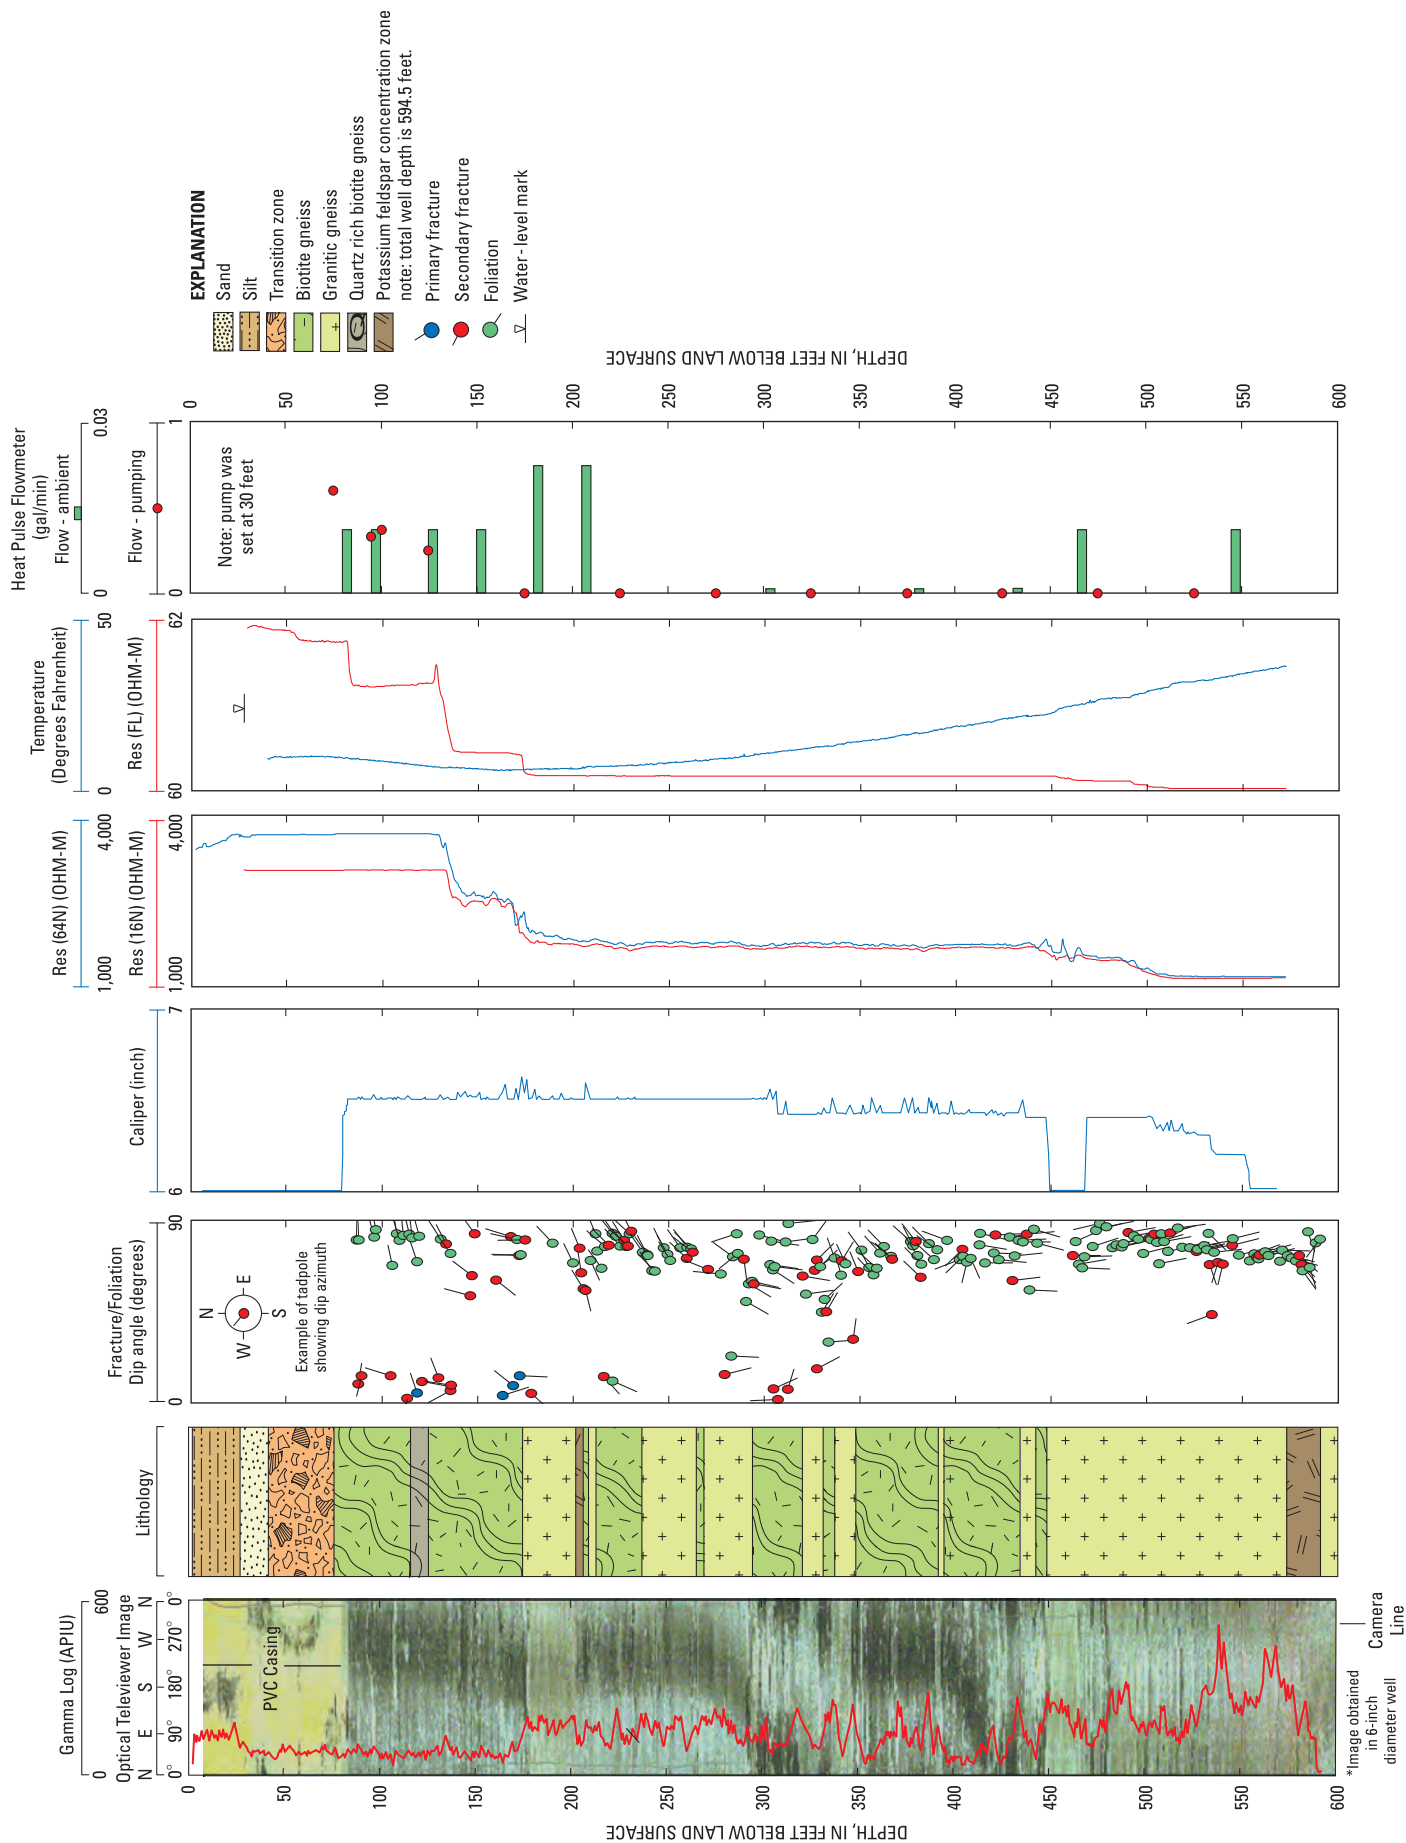 Gamma Log (APIU)
0 600
Optical Televiewer Image
N E S W N
0° 90° 180° 270° 0°
PVC Casing
Camera
Line
*Image obtained
in 6-inch
diameter well
DEPTH, IN FEET BELOW LAND SURFACE
0
50
100
150
200
250
300
350
400
450
500
550
600
Lithology
Fracture/Foliation
Dip angle (degrees)
0 90
N
W E
S
Example of tadpole
showing dip azimuth
Caliper (inch)
6 7
Res (64N) (OHM-M)
1,000 4,000
Res (16N) (OHM-M)
1,000 4,000
Temperature
(Degrees Fahrenheit)
0 50
Res (FL) (OHM-M)
60 62
Heat Pulse Flowmeter
(gal/min)
Flow - ambient
0 0.03
Flow - pumping
0 1
Note: pump was
set at 30 feet
0
50
100
150
200
250
300
350
400
450
500
550
600
DEPTH, IN FEET BELOW LAND SURFACE
EXPLANATION
Sand
Silt
Transition zone
Biotite gneiss
Granitic gneiss
Quartz rich biotite gneiss
Potassium feldspar concentration zone
note: total well depth is 594.5 feet.
Primary fracture
Secondary fracture
Foliation
Water-level mark